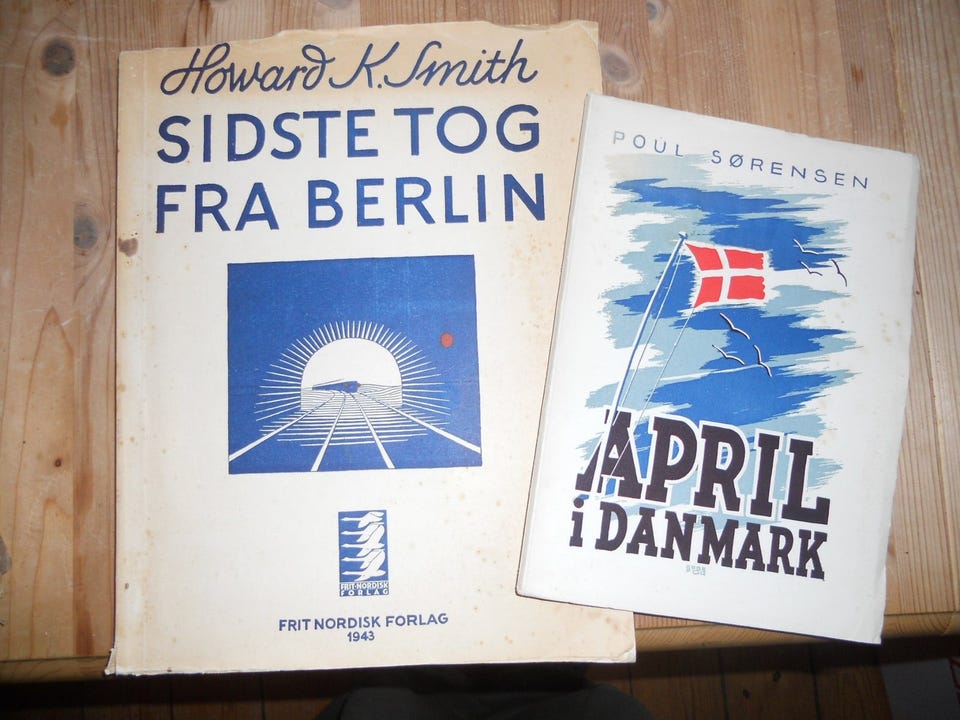 Howard K. Smith
SIDSTE TOG
FRA BERLIN
FRIT-NORDISK
FORLAG
FRIT NORDISK FORLAG
1943
POUL SØRENSEN
APRIL
i DANMARK